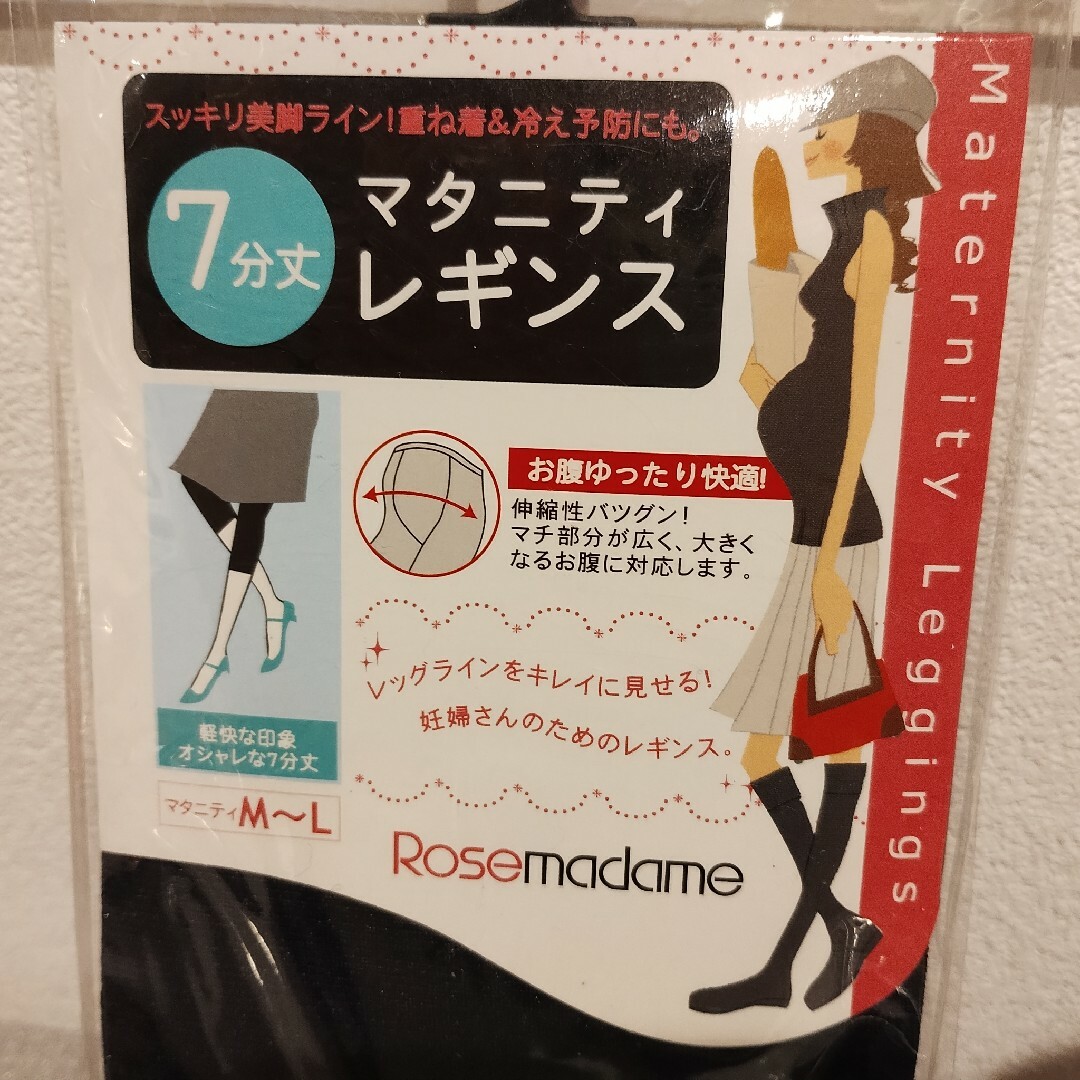 スッキリ美脚ライン!重ね着&冷え予防にも。
7分丈
マタニティ
レギンス
お腹ゆったり快適!
伸縮性バツグン!
マチ部分が広く、大きく
なるお腹に対応します。
レッグラインをキレイに見せる!
妊婦さんのためのレギンス。
軽快な印象
オシャレな7分丈
マタニティM〜L
Rosemadame
Maternity Leggings